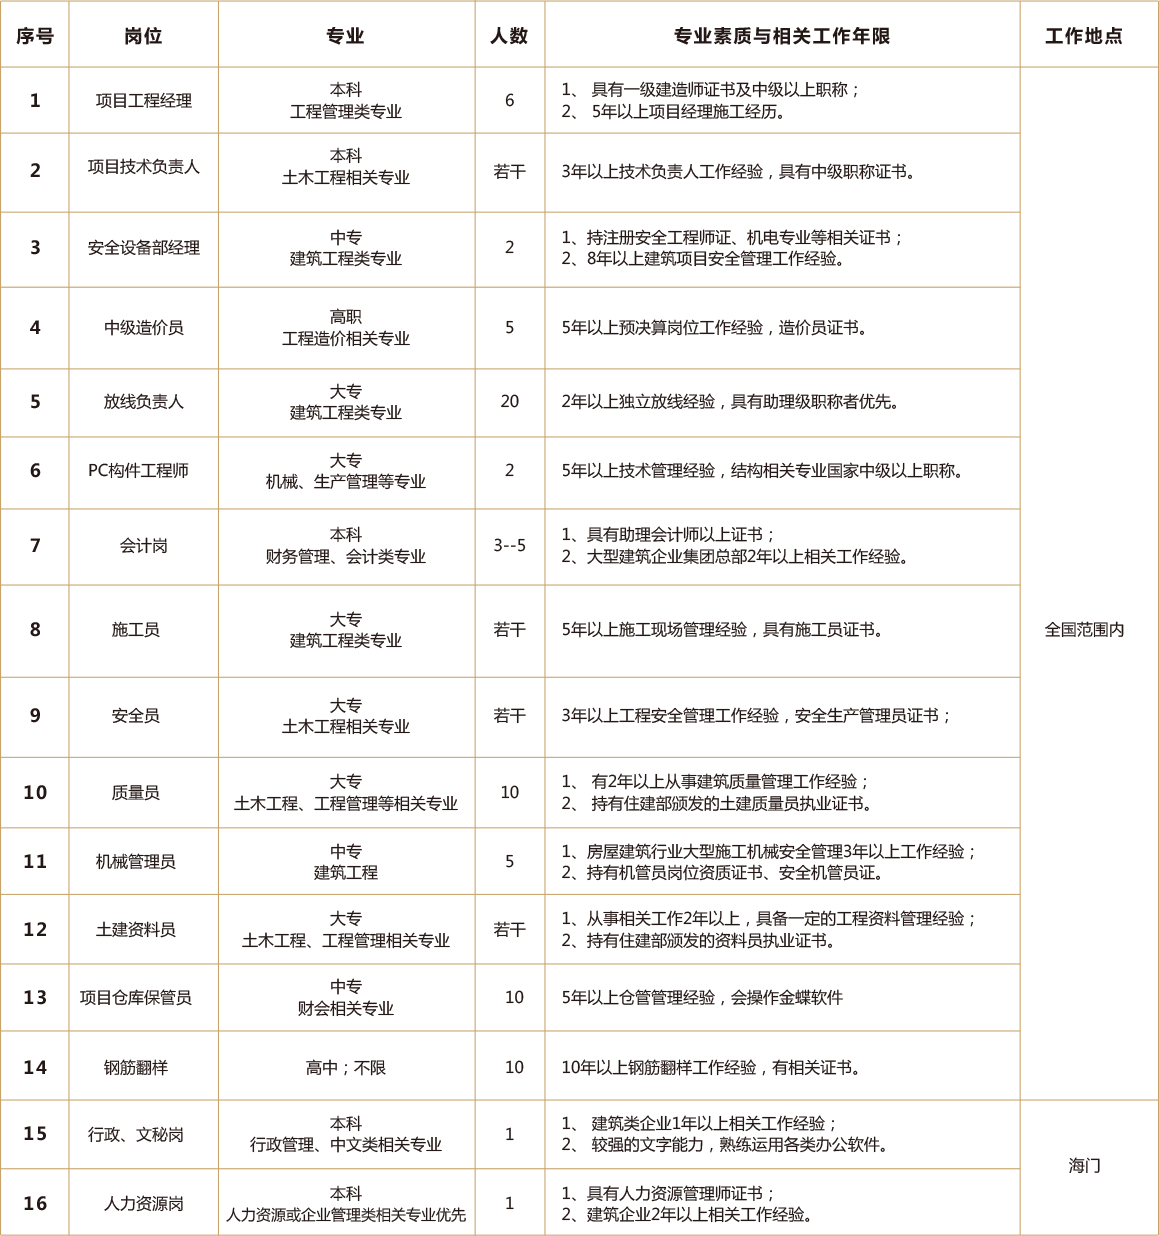 序号 岗位 专业 人数 专业素质与相关工作年限 工作地点
1 项目工程经理 本科 6 1、 具有一级建造师证书及中级以上职称；
工程管理类专业 2、 5年以上项目经理施工经历。
2 项目技术负责人 本科 若干 3年以上技术负责人工作经验，具有中级职称证书。
土木工程相关专业
3 安全设备部经理 中专 2 1、持注册安全工程师证、机电专业等相关证书；
建筑工程类专业 2、8年以上建筑项目安全管理工作经验。
4 中级造价员 高职 5 5年以上预决算岗位工作经验，造价员证书。
工程造价相关专业
5 放线负责人 大专 20 2年以上独立放线经验，具有助理级职称者优先。
建筑工程类专业
6 PC构件工程师 大专 2 5年以上技术管理经验，结构相关专业国家中级以上职称。
机械、生产管理等专业
7 会计岗 本科 3--5 1、具有助理会计师以上证书；
财务管理、会计类专业 2、大型建筑企业集团总部2年以上相关工作经验。
8 施工员 大专 若干 5年以上施工现场管理经验，具有施工员证书。 全国范围内
建筑工程类专业
9 安全员 大专 若干 3年以上工程安全管理工作经验，安全生产管理员证书；
土木工程相关专业
10 质量员 大专 10 1、 有2年以上从事建筑质量管理工作经验；
土木工程、工程管理等相关专业 2、 持有住建部颁发的土建质量员执业证书。
11 机械管理员 中专 5 1、房屋建筑行业大型施工机械安全管理3年以上工作经验；
建筑工程 2、持有机管员岗位资质证书、安全机管员证。
12 土建资料员 大专 若干 1、从事相关工作2年以上，具备一定的工程资料管理经验；
土木工程、工程管理相关专业 2、持有住建部颁发的资料员执业证书。
13 项目仓库保管员 中专 10 5年以上仓管管理经验，会操作金蝶软件
财会相关专业
14 钢筋翻样 高中；不限 10 10年以上钢筋翻样工作经验，有相关证书。
15 行政、文秘岗 本科 1 1、 建筑类企业1年以上相关工作经验；
行政管理、中文类相关专业 2、 较强的文字能力，熟练运用各类办公软件。
海门
16 人力资源岗 本科 1 1、具有人力资源管理师证书；
人力资源或企业管理类相关专业优先 2、建筑企业2年以上相关工作经验。